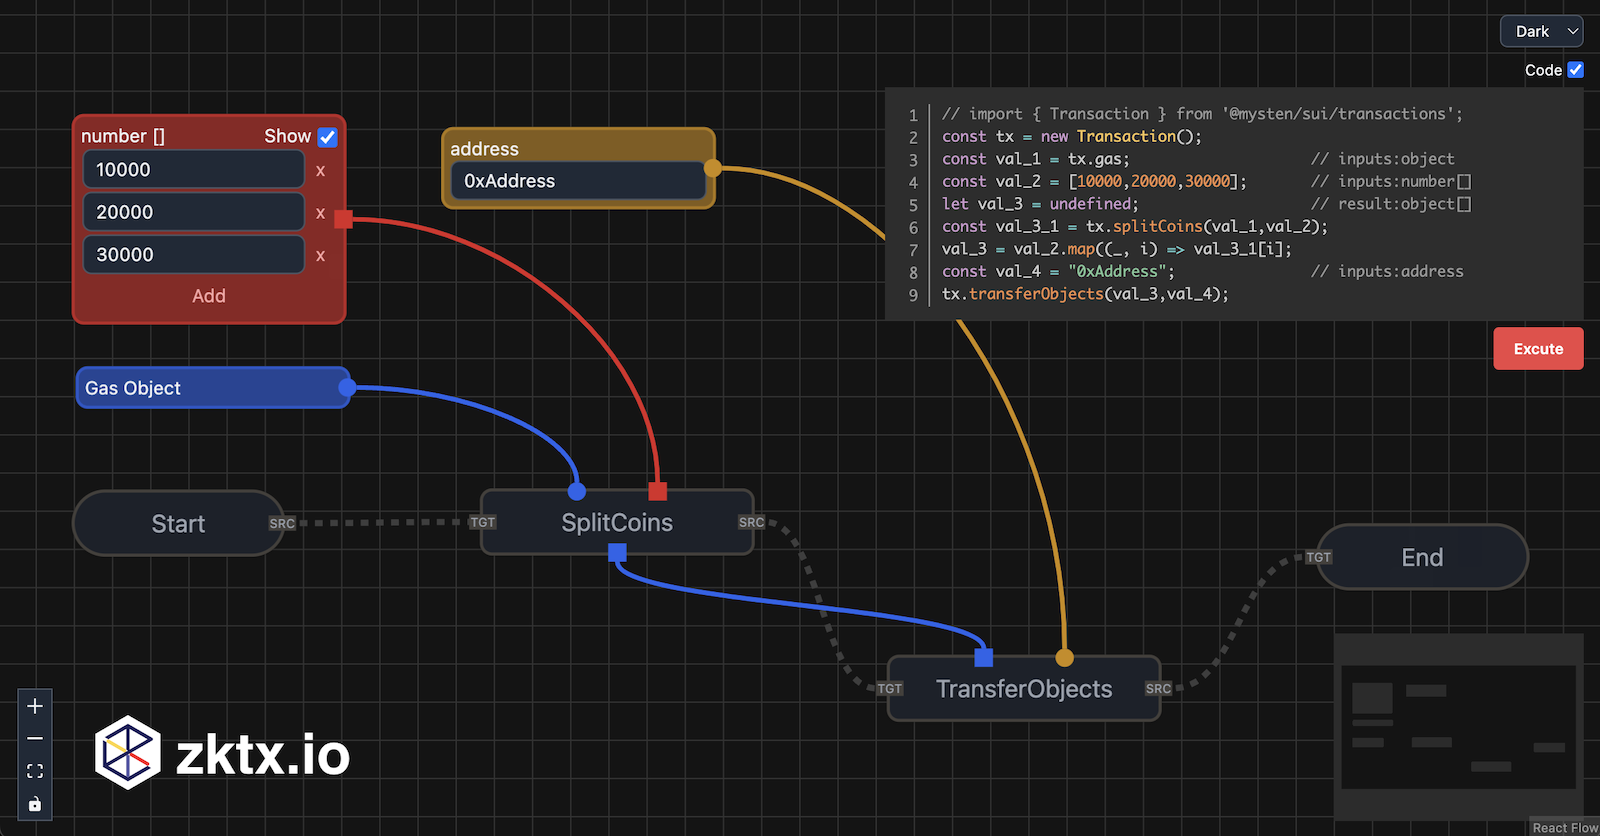 Dark
Code
number [] Show
10000 x
20000 x
30000 x
Add
address
0xAddress
1 // import { Transaction } from '@mysten/sui/transactions';
2 const tx = new Transaction();
3 const val_1 = tx.gas; // inputs:object
4 const val_2 = [10000,20000,30000]; // inputs:number[]
5 let val_3 = undefined; // result:object[]
6 const val_3_1 = tx.splitCoins(val_1,val_2);
7 val_3 = val_2.map((_, i) => val_3_1[i];
8 const val_4 = "0xAddress"; // inputs:address
9 tx.transferObjects(val_3,val_4);
Excute
Gas Object
Start SRC
TGT SplitCoins SRC
TGT End
TGT TransferObjects SRC
zktx.io
React Flow